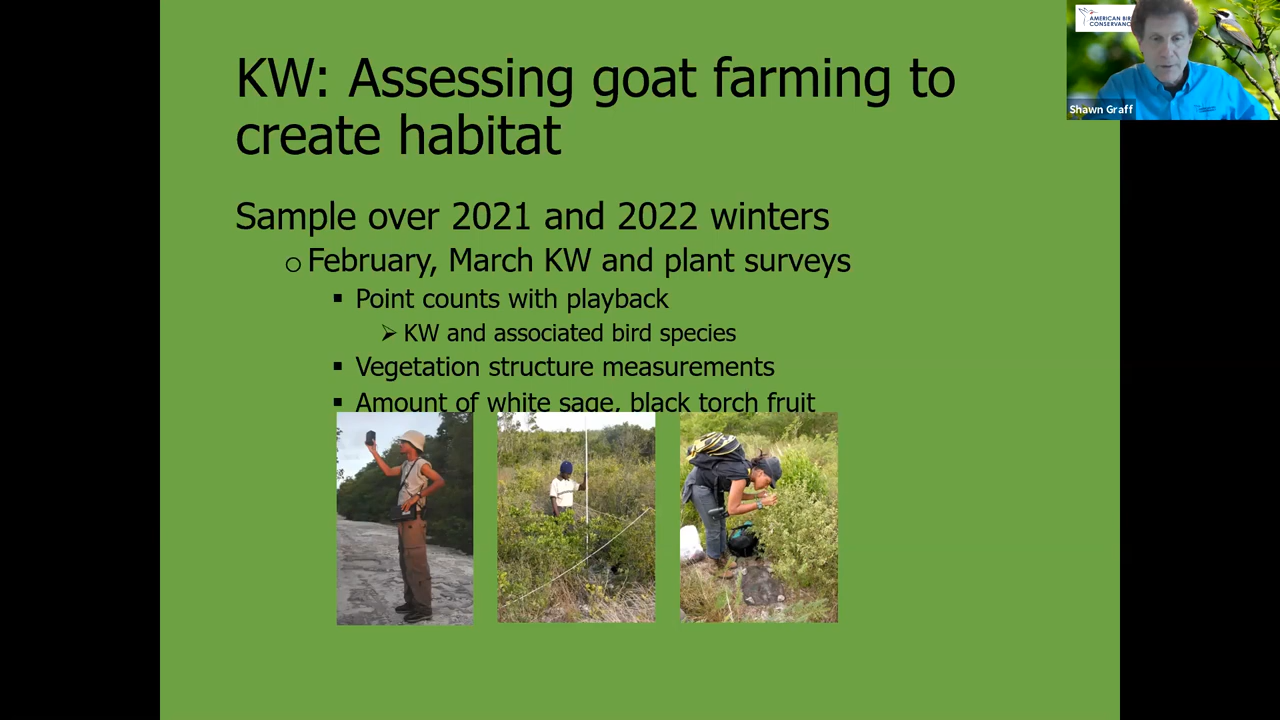 KW: Assessing goat farming to
create habitat
Sample over 2021 and 2022 winters
February, March KW and plant surveys
Point counts with playback
KW and associated bird species
Vegetation structure measurements
Amount of white sage, black torch fruit
AMERICAN
Shawn Graff